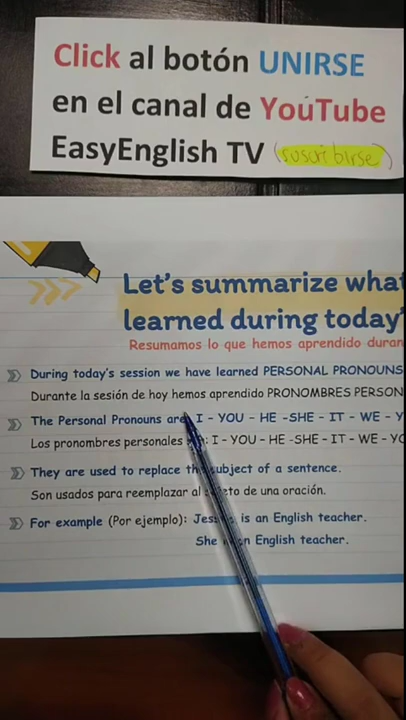 Click al botón UNIRSE
en el canal de YouTube
EasyEnglish TV (suscribirse)
Let's summarize what
learned during today'
Resumamos lo que hemos aprendido duran
During today's session we have learned PERSONAL PRONOUNS
Durante la sesión de hoy hemos aprendido PRONOMBRES PERSON
The Personal Pronouns are: I - YOU - HE -SHE - IT - WE - Y
Los pronombres personales : I - YOU - HE -SHE - IT - WE - YO
They are used to replace the subject of a sentence.
Son usados para reemplazar al sujeto de una oración.
For example (Por ejemplo): Jess is an English teacher.
She is an English teacher.